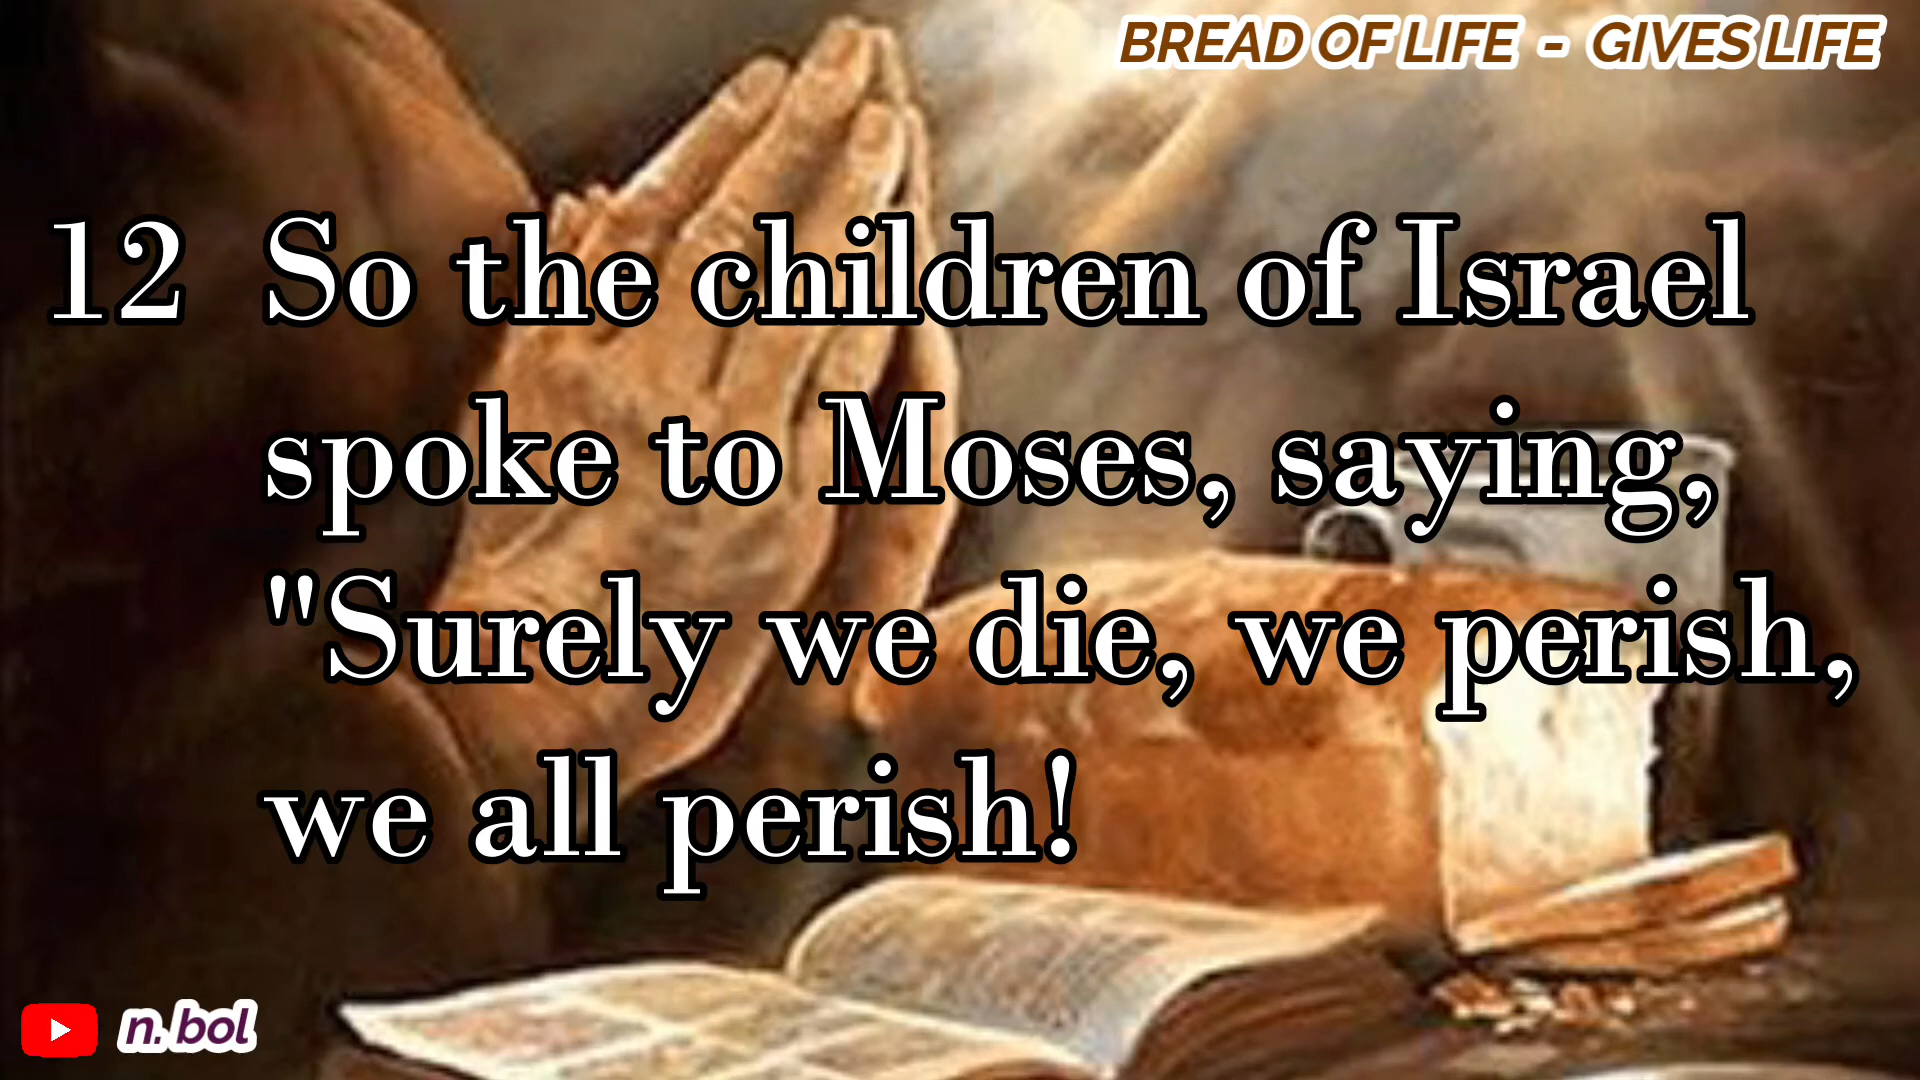 BREAD OF LIFE - GIVES LIFE
12 So the children of Israel
spoke to Moses, saying,
"Surely we die, we perish,
we all perish!
n. bol